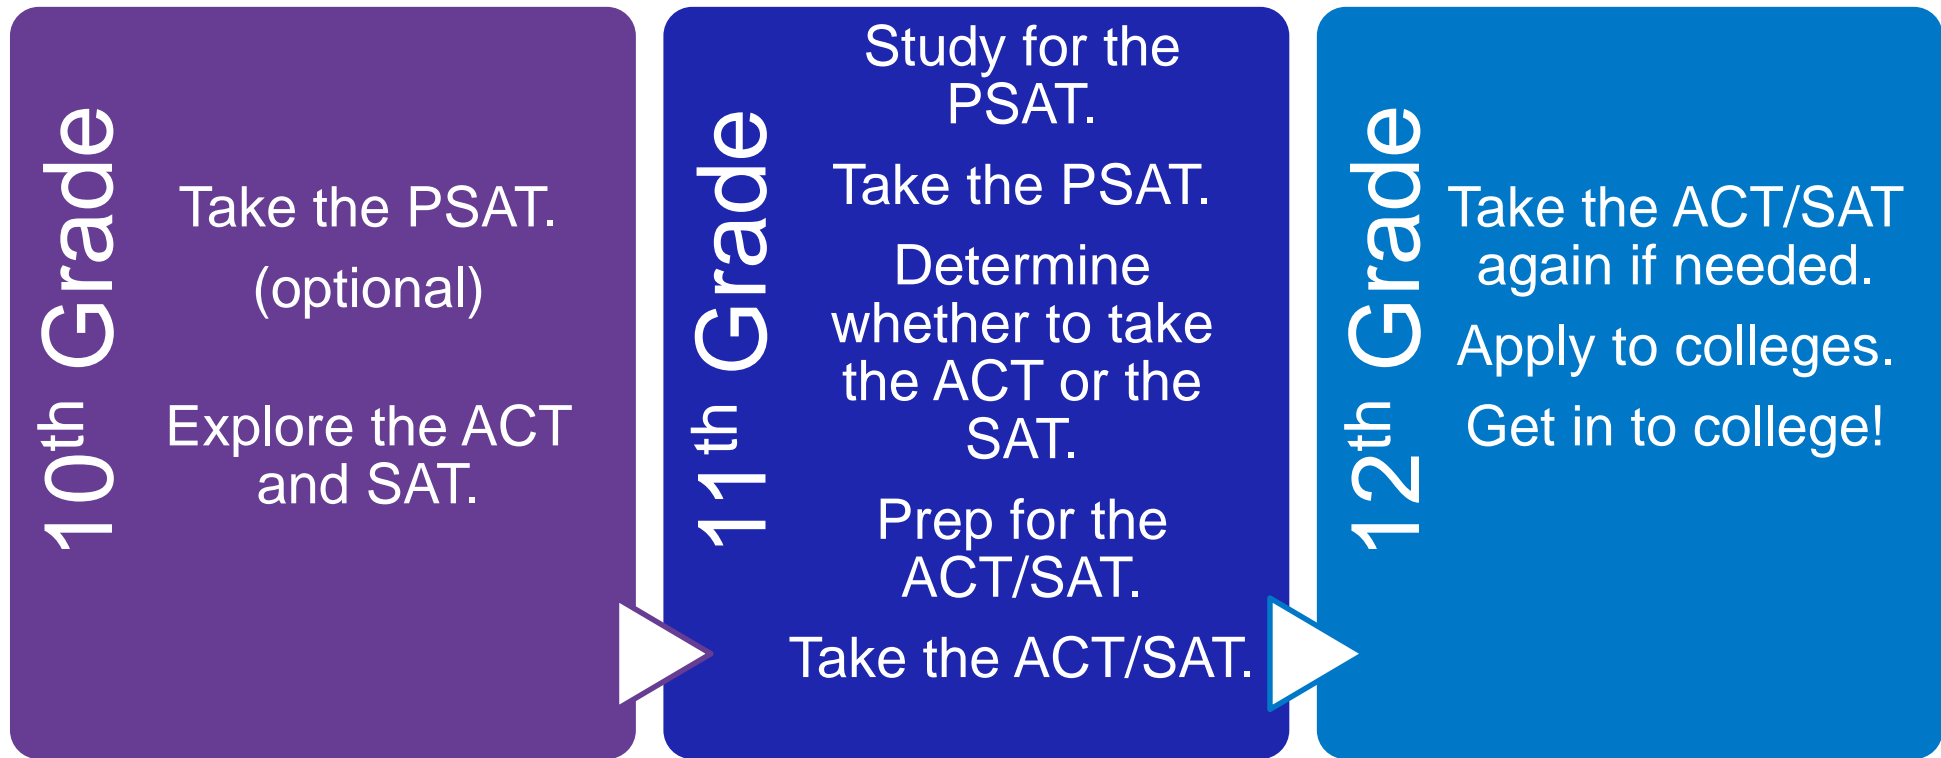 10th Grade
Take the PSAT.
(optional)
Explore the ACT
and SAT.
11th Grade
Study for the
PSAT.
Take the PSAT.
Determine
whether to take
the ACT or the
SAT.
Prep for the
ACT/SAT.
Take the ACT/SAT.
12th Grade
Take the ACT/SAT
again if needed.
Apply to colleges.
Get in to college!